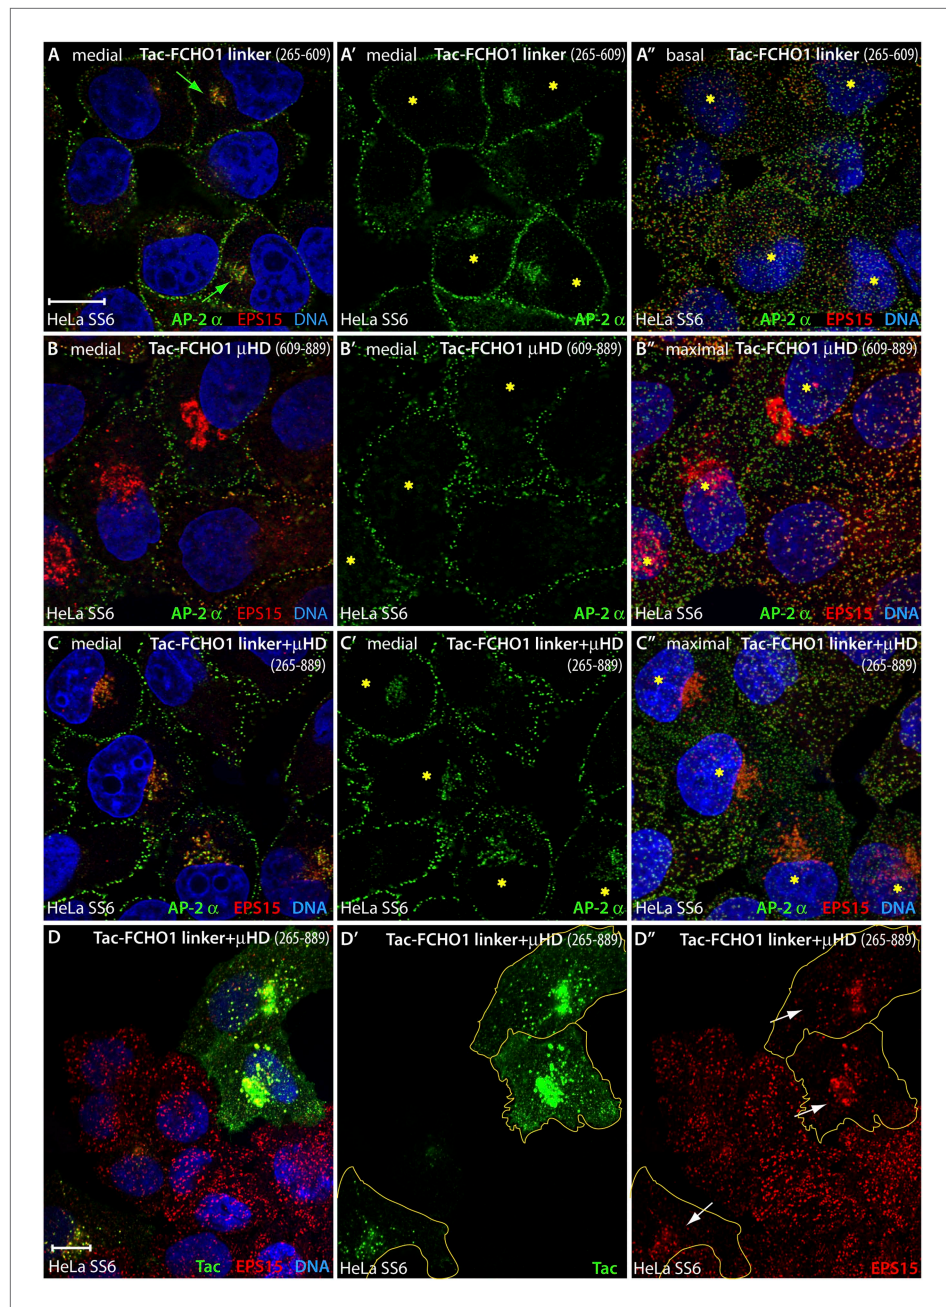 A medial Tac-FCHO1 linker (265-609)
HeLa SS6 AP-2 α EPS15 DNA
A′ medial Tac-FCHO1 linker (265-609)
HeLa SS6 AP-2 α
A″ basal Tac-FCHO1 linker (265-609)
HeLa SS6 AP-2 α EPS15 DNA
B medial Tac-FCHO1 μHD (609-889)
HeLa SS6 AP-2 α EPS15 DNA
B′ medial Tac-FCHO1 μHD (609-889)
HeLa SS6 AP-2 α
B″ maximal Tac-FCHO1 μHD (609-889)
HeLa SS6 AP-2 α EPS15 DNA
C medial Tac-FCHO1 linker+μHD
(265-889)
HeLa SS6 AP-2 α EPS15 DNA
C′ medial Tac-FCHO1 linker+μHD
(265-889)
HeLa SS6 AP-2 α
C″ maximal Tac-FCHO1 linker+μHD
(265-889)
HeLa SS6 AP-2 α EPS15 DNA
D Tac-FCHO1 linker+μHD (265-889)
HeLa SS6 Tac EPS15 DNA
D′ Tac-FCHO1 linker+μHD (265-889)
HeLa SS6 Tac
D″ Tac-FCHO1 linker+μHD (265-889)
HeLa SS6 EPS15